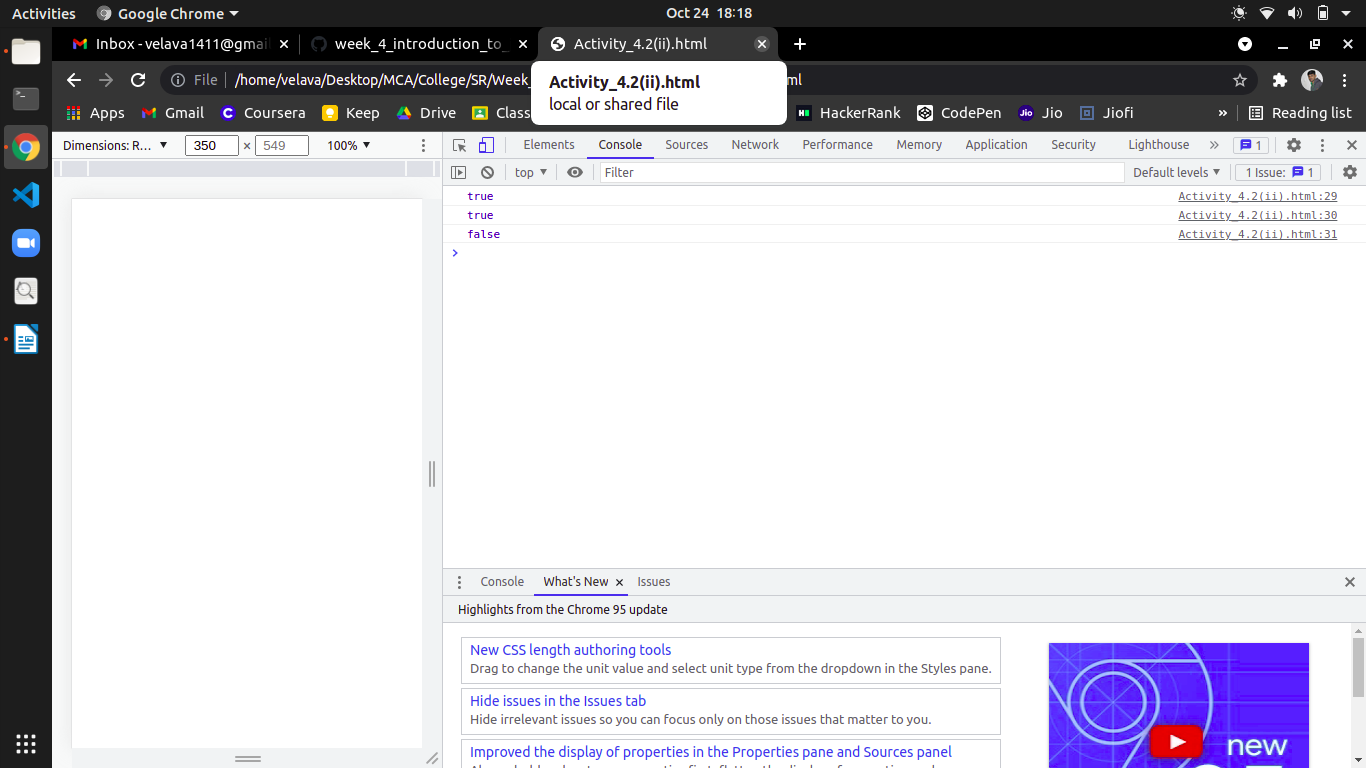 Activities Google Chrome Oct 24 18:18
Inbox - velava1411@gmai week_4_introduction_to_ Activity_4.2(ii).html
File /home/velava/Desktop/MCA/College/SR/Week_ ml
Activity_4.2(ii).html
local or shared file
Apps Gmail Coursera Keep Drive Class HackerRank CodePen Jio Jiofi » Reading list
Dimensions: R... 350 × 549 100% Elements Console Sources Network Performance Memory Application Security Lighthouse » 1
top Filter Default levels 1 Issue: 1
true Activity_4.2(ii).html:29
true Activity_4.2(ii).html:30
false Activity_4.2(ii).html:31
Console What's New Issues
Highlights from the Chrome 95 update
New CSS length authoring tools
Drag to change the unit value and select unit type from the dropdown in the Styles pane.
Hide issues in the Issues tab
Hide irrelevant issues so you can focus only on those issues that matter to you.
Improved the display of properties in the Properties pane and Sources panel
new